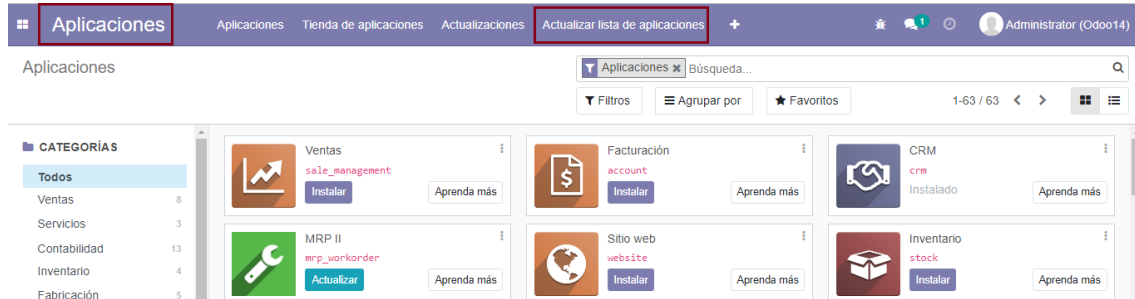 Aplicaciones Aplicaciones Tienda de aplicaciones Actualizaciones Actualizar lista de aplicaciones + 1 Administrator (Odoo14)
Aplicaciones Aplicaciones x Búsqueda...
Filtros Agrupar por Favoritos 1-63 / 63 < >
CATEGORÍAS
Todos
Ventas 8
Servicios 3
Contabilidad 13
Inventario 4
Fabricación 5
Ventas
sale_management
Instalar Aprenda más
Facturación
account
Instalar Aprenda más
CRM
crm
Instalado Aprenda más
MRP II
mrp_workorder
Actualizar Aprenda más
Sitio web
website
Instalar Aprenda más
Inventario
stock
Instalar Aprenda más